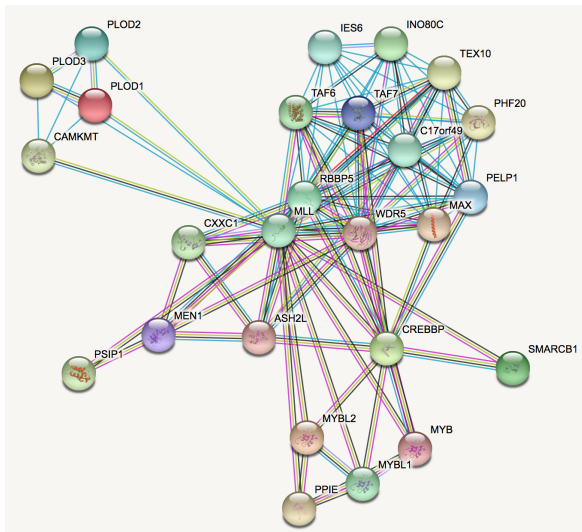 PLOD2
IES6
INO80C
PLOD3
TEX10
PLOD1
TAF6
TAF7
PHF20
CAMKMT
C17orf49
RBBP5
PELP1
MLL
WDR5
MAX
CXXC1
MEN1
ASH2L
CREBBP
PSIP1
SMARCB1
MYBL2
MYB
MYBL1
PPIE